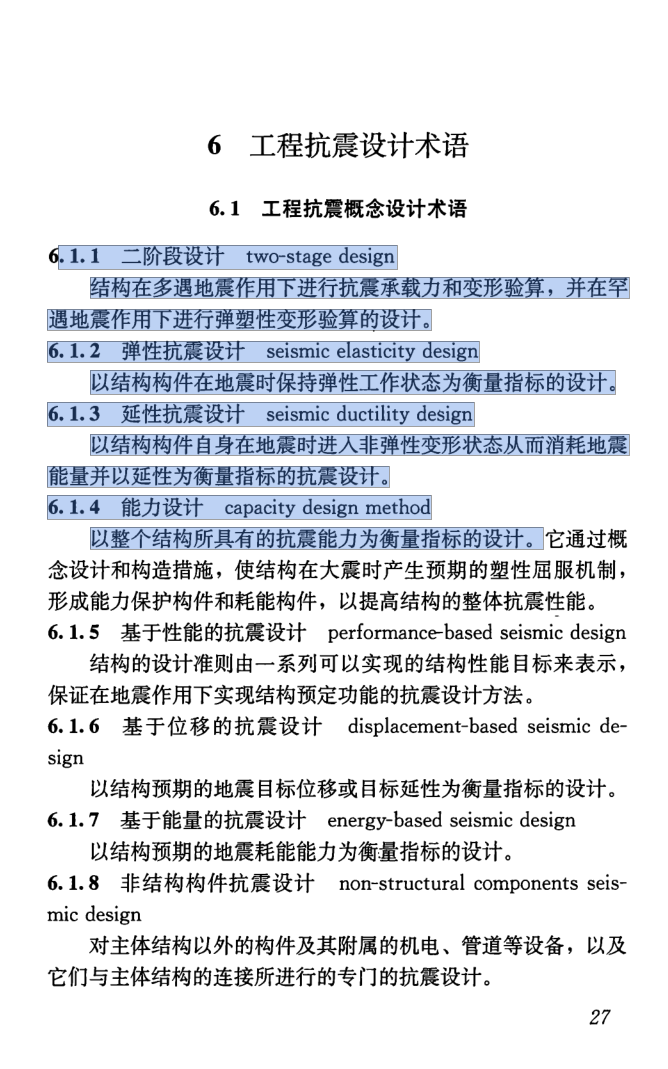 6 工程抗震设计术语
6.1 工程抗震概念设计术语
6.1.1 二阶段设计 two-stage design
结构在多遇地震作用下进行抗震承载力和变形验算，并在罕
遇地震作用下进行弹塑性变形验算的设计。
6.1.2 弹性抗震设计 seismic elasticity design
以结构构件在地震时保持弹性工作状态为衡量指标的设计。
6.1.3 延性抗震设计 seismic ductility design
以结构构件自身在地震时进入非弹性变形状态从而消耗地震
能量并以延性为衡量指标的抗震设计。
6.1.4 能力设计 capacity design method
以整个结构所具有的抗震能力为衡量指标的设计。它通过概
念设计和构造措施，使结构在大震时产生预期的塑性屈服机制，
形成能力保护构件和耗能构件，以提高结构的整体抗震性能。
6.1.5 基于性能的抗震设计 performance-based seismic design
结构的设计准则由一系列可以实现的结构性能目标来表示，
保证在地震作用下实现结构预定功能的抗震设计方法。
6.1.6 基于位移的抗震设计 displacement-based seismic de-
sign
以结构预期的地震目标位移或目标延性为衡量指标的设计。
6.1.7 基于能量的抗震设计 energy-based seismic design
以结构预期的地震耗能能力为衡量指标的设计。
6.1.8 非结构构件抗震设计 non-structural components seis-
mic design
对主体结构以外的构件及其附属的机电、管道等设备，以及
它们与主体结构的连接所进行的专门的抗震设计。
27